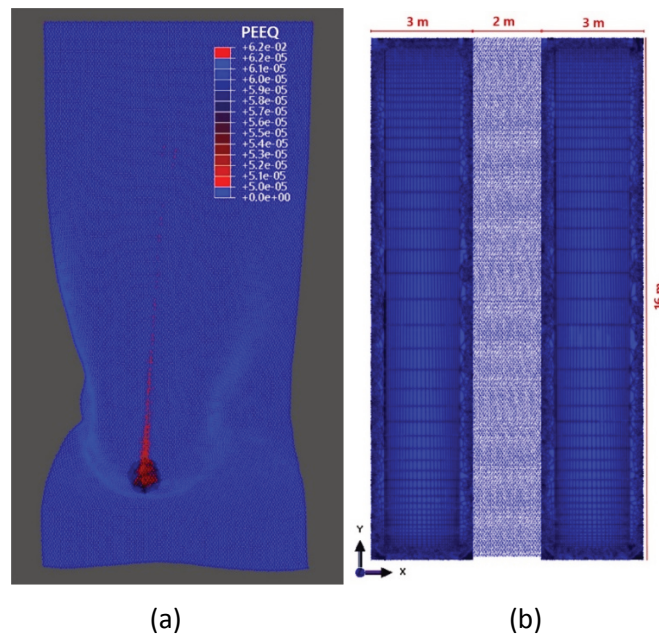 PEEQ
+6.2e-02
+6.2e-05
+6.1e-05
+6.0e-05
+5.9e-05
+5.8e-05
+5.7e-05
+5.6e-05
+5.5e-05
+5.4e-05
+5.3e-05
+5.2e-05
+5.1e-05
+5.0e-05
+0.0e+00
3 m 2 m 3 m
16 m
Y
X
(a) (b)